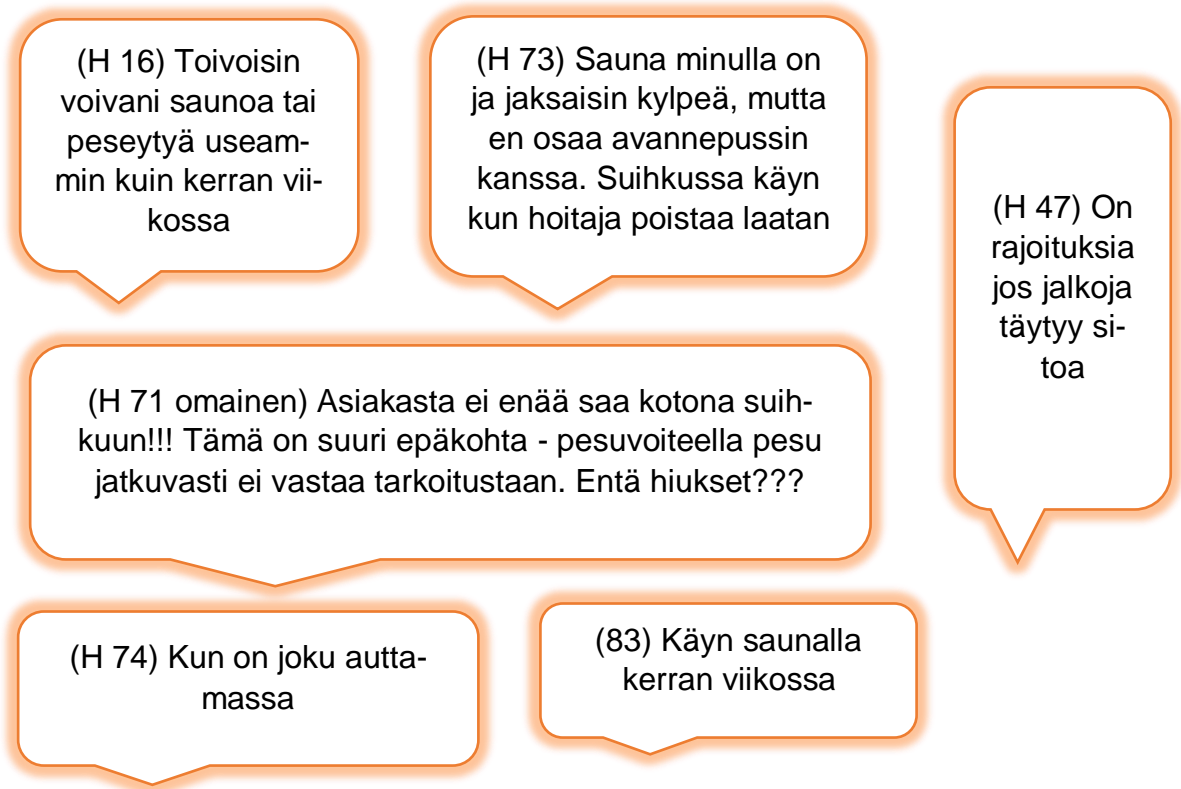 (H 16) Toivoisin
voivani saunoa tai
peseytyä useam-
min kuin kerran vii-
kossa
(H 73) Sauna minulla on
ja jaksaisin kylpeä, mutta
en osaa avannepussin
kanssa. Suihkussa käyn
kun hoitaja poistaa laatan
(H 47) On
rajoituksia
jos jalkoja
täytyy si-
toa
(H 71 omainen) Asiakasta ei enää saa kotona suih-
kuun!!! Tämä on suuri epäkohta - pesuvoiteella pesu
jatkuvasti ei vastaa tarkoitustaan. Entä hiukset???
(H 74) Kun on joku autta-
massa
(83) Käyn saunalla
kerran viikossa